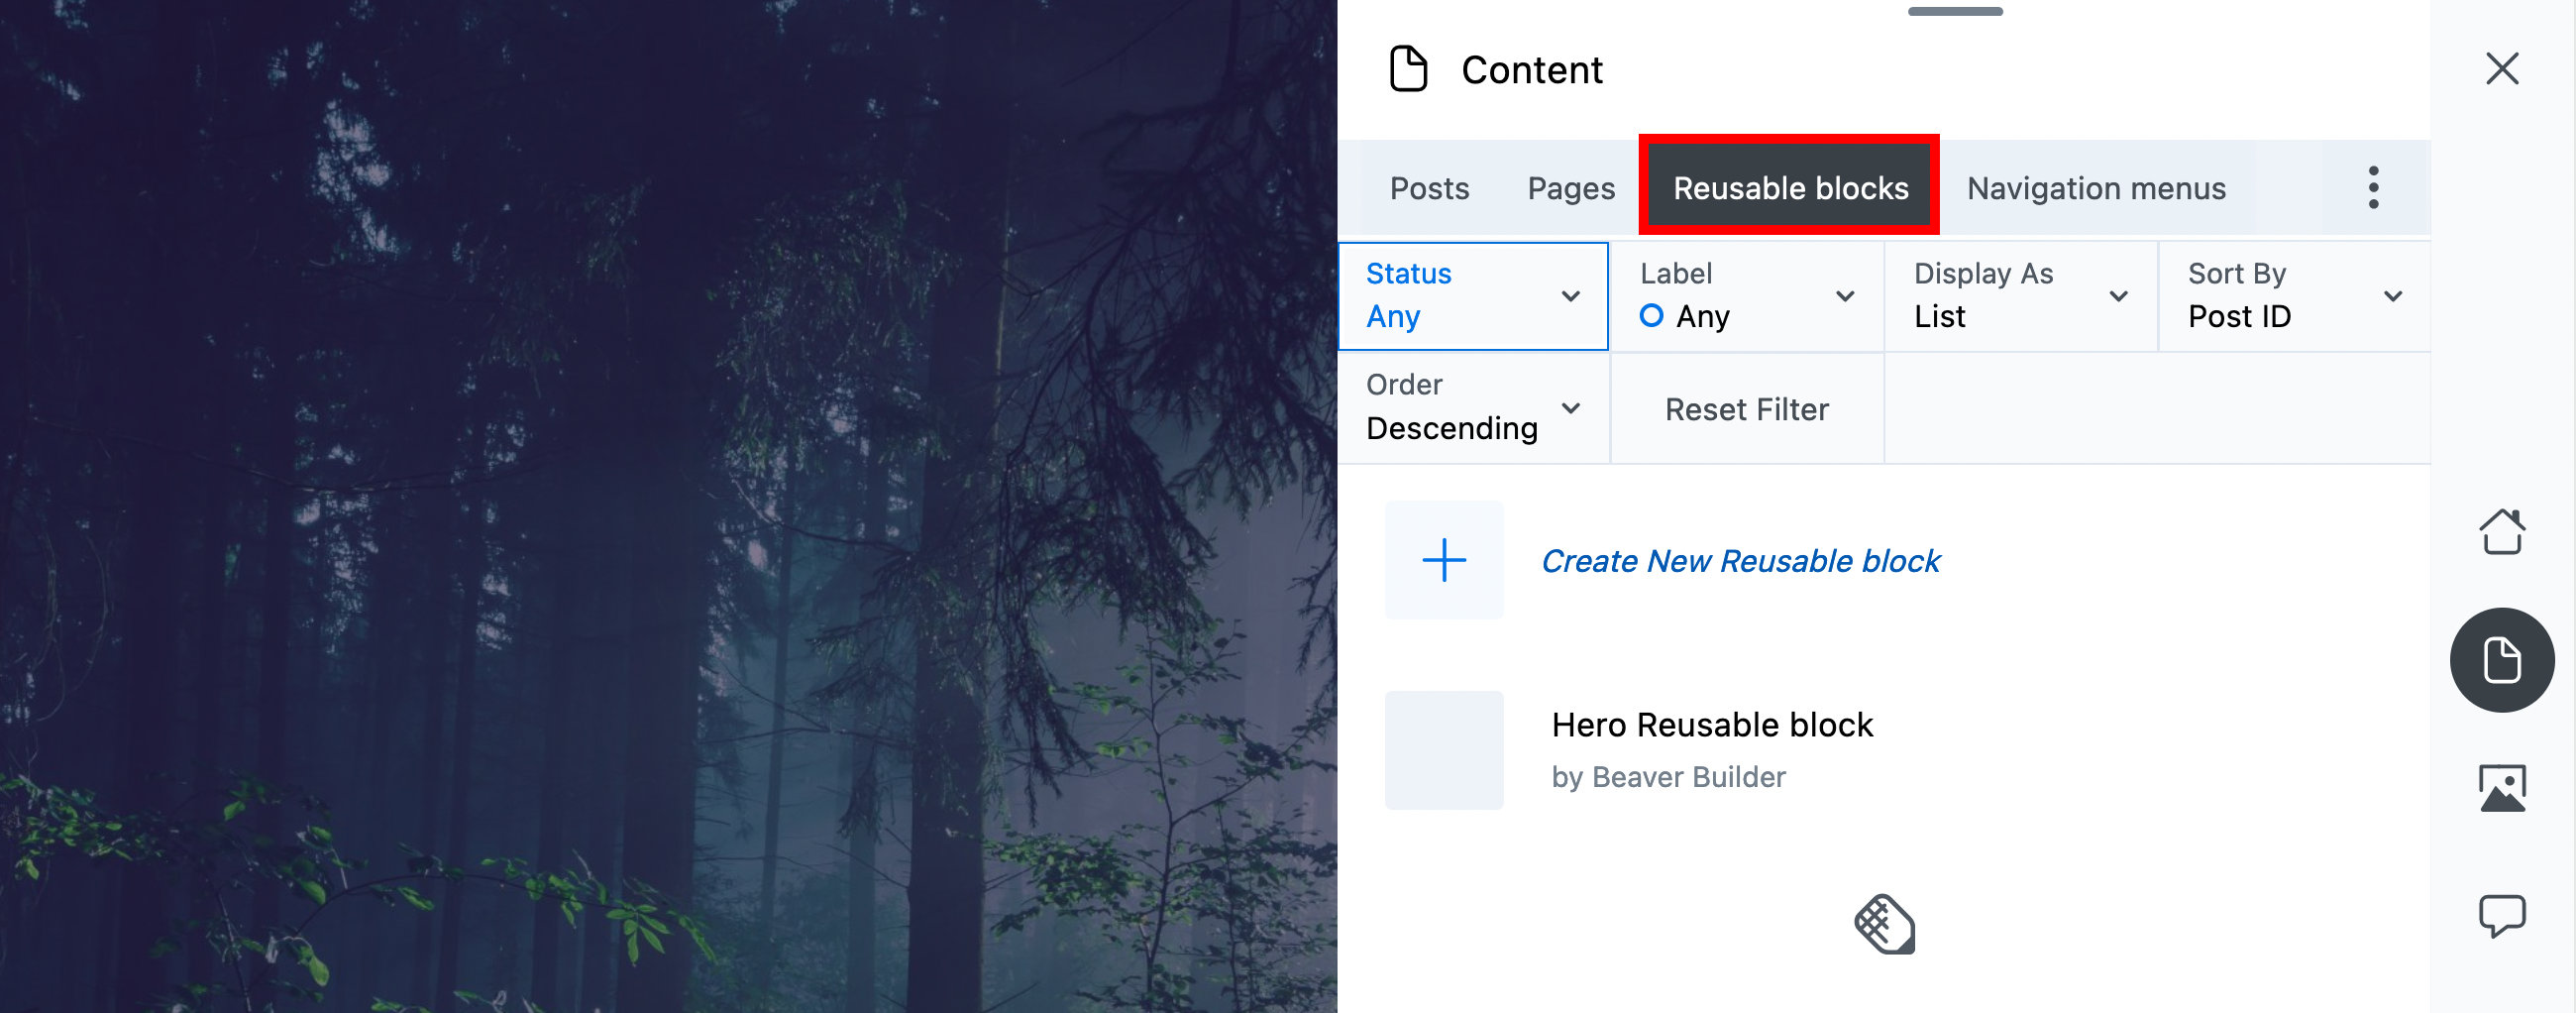 Content
Posts
Pages
Reusable blocks
Navigation menus
Status
Any
Label
Any
Display As
List
Sort By
Post ID
Order
Descending
Reset Filter
Create New Reusable block
Hero Reusable block
by Beaver Builder